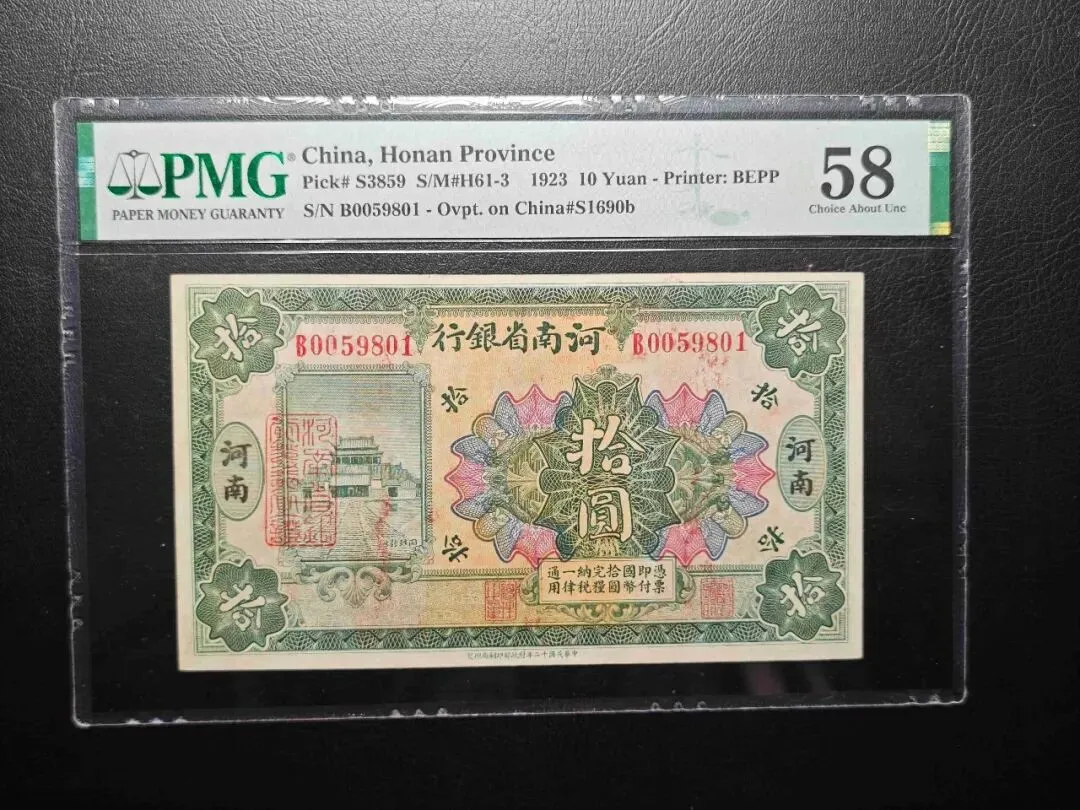 PMG®
PAPER MONEY GUARANTY
China, Honan Province
Pick# S3859 S/M#H61-3 1923 10 Yuan - Printer: BEPP
S/N B0059801 - Ovpt. on China#S1690b
58
Choice About Unc
拾
拾
B0059801
河南省銀行
B0059801
拾
拾
河南
拾圓
河南
拾
拾
憑票即付國幣拾圓完糧納税一律通用
拾
拾